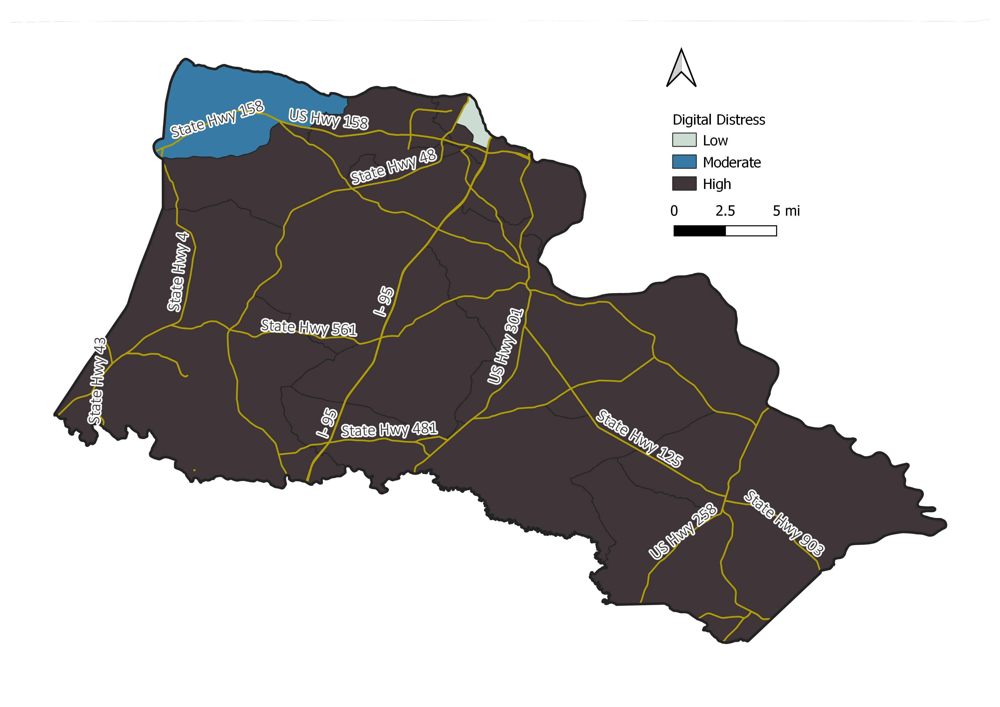 Digital Distress
Low
Moderate
High
0 2.5 5 mi
State Hwy 158
US Hwy 158
State Hwy 48
State Hwy 4
I-95
State Hwy 561
US Hwy 301
State Hwy 43
I-95
State Hwy 481
State Hwy 125
State Hwy 903
US Hwy 258